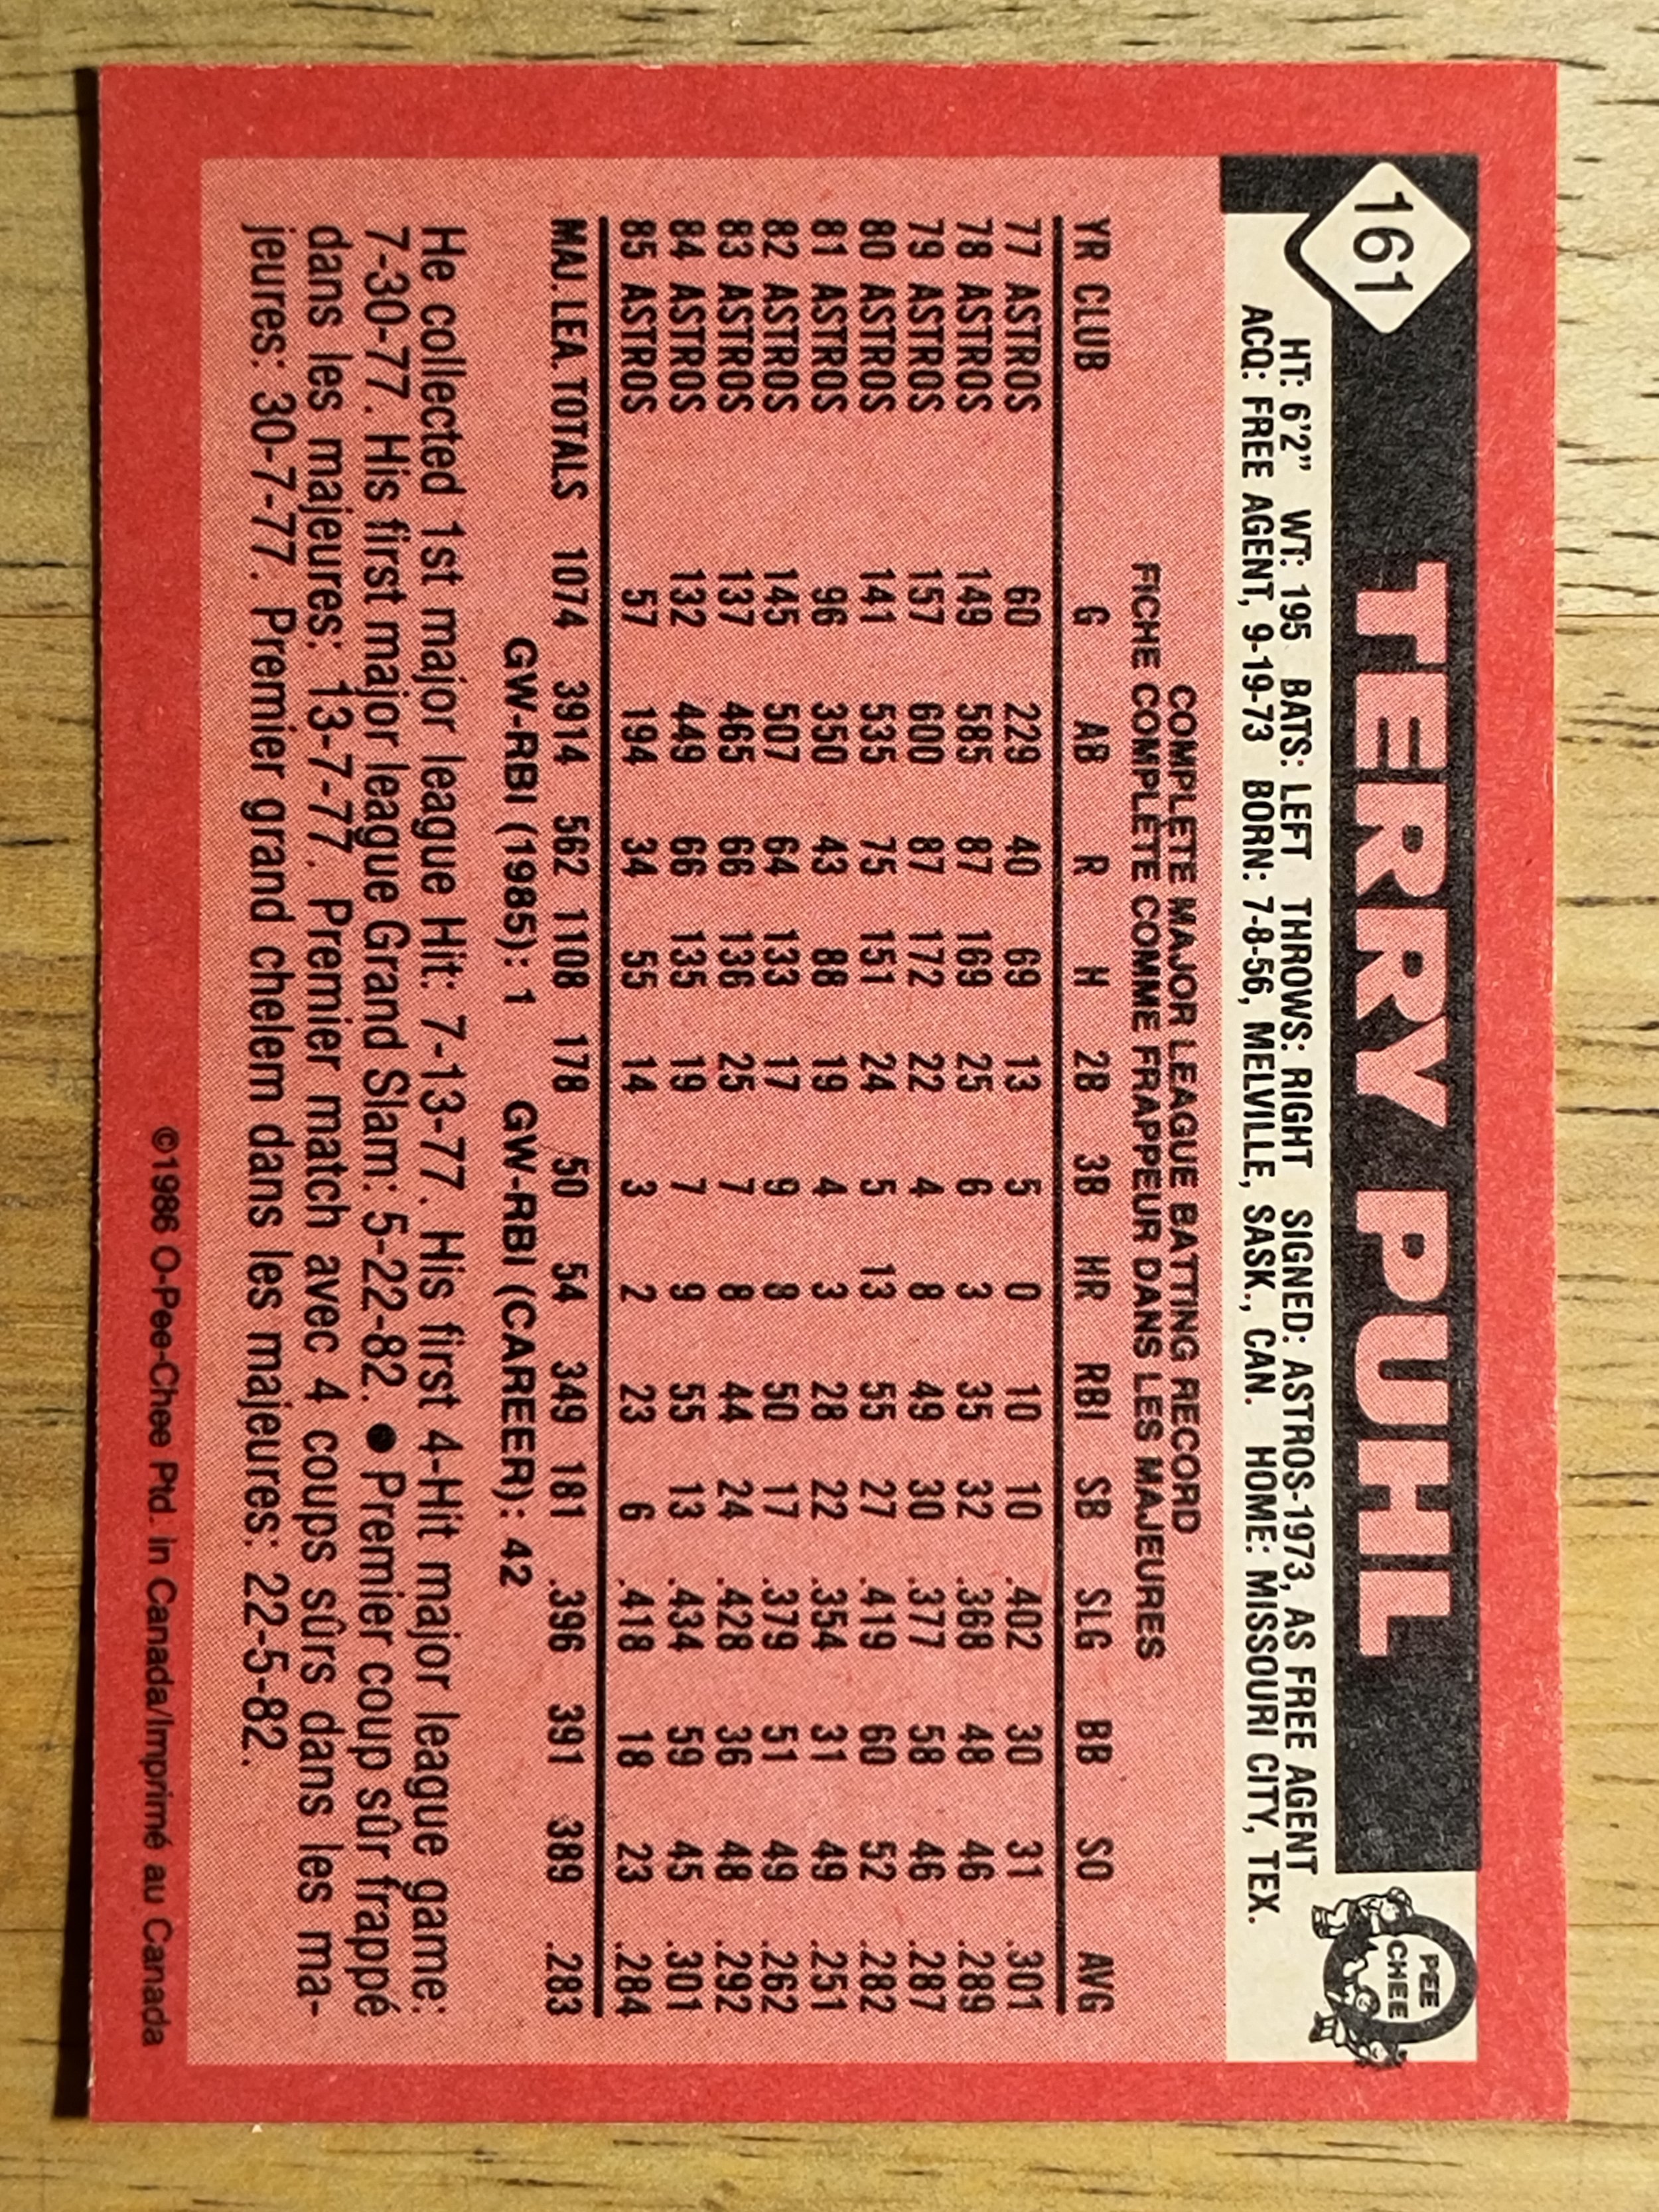 161 TERRY PUHL
PEE
CHEE
HT: 6'2" WT: 195 BATS: LEFT THROWS: RIGHT SIGNED: ASTROS-1973, AS FREE AGENT
ACQ: FREE AGENT, 9-19-73 BORN: 7-8-56, MELVILLE, SASK., CAN. HOME: MISSOURI CITY, TEX.
COMPLETE MAJOR LEAGUE BATTING RECORD
FICHE COMPLÈTE COMME FRAPPEUR DANS LES MAJEURES
YR CLUB G AB R H 2B 3B HR RBI SB SLG BB SO AVG
77 ASTROS 60 229 40 69 13 5 0 10 10 .402 30 31 .301
78 ASTROS 149 585 87 169 25 6 3 35 32 .368 48 46 .289
79 ASTROS 157 600 87 172 22 4 8 49 30 .377 58 46 .287
80 ASTROS 141 535 75 151 24 5 13 55 27 .419 60 52 .282
81 ASTROS 96 350 43 88 19 4 3 28 22 .354 31 49 .251
82 ASTROS 145 507 64 133 17 9 8 50 17 .379 51 49 .262
83 ASTROS 137 465 66 136 25 7 8 44 24 .428 36 48 .292
84 ASTROS 132 449 66 135 19 7 9 55 13 .434 59 45 .301
85 ASTROS 57 194 34 55 14 3 2 23 6 .418 18 23 .284
MAJ. LEA. TOTALS 1074 3914 562 1108 178 50 54 349 181 .396 391 389 .283
GW-RBI (1985): 1 GW-RBI (CAREER): 42
He collected 1st major league Hit: 7-13-77. His first 4-Hit major league game:
7-30-77. His first major league Grand Slam: 5-22-82. ● Premier coup sûr frappé
dans les majeures: 13-7-77. Premier match avec 4 coups sûrs dans les ma-
jeures: 30-7-77. Premier grand chelem dans les majeures: 22-5-82.
©1986 O-Pee-Chee Ptd. in Canada/Imprimé au Canada